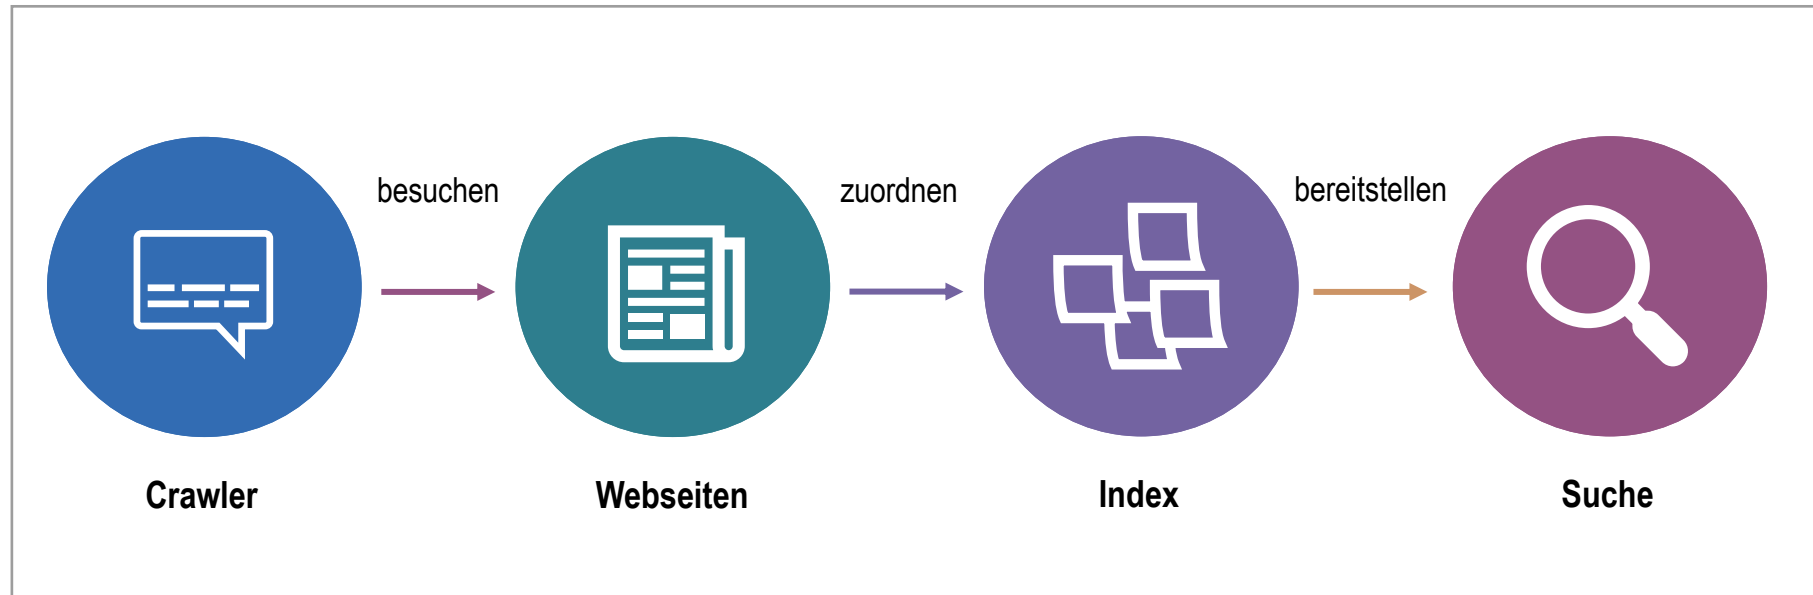 besuchen
zuordnen
bereitstellen
Crawler
Webseiten
Index
Suche